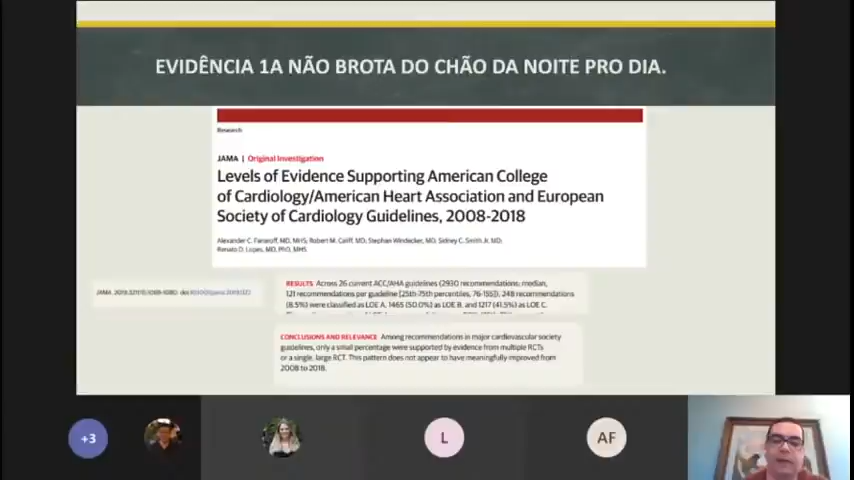 EVIDÊNCIA 1A NÃO BROTA DO CHÃO DA NOITE PRO DIA.
Research
JAMA | Original Investigation
Levels of Evidence Supporting American College
of Cardiology/American Heart Association and European
Society of Cardiology Guidelines, 2008-2018
Alexander C. Fanaroff, MD, MHS; Robert M. Califf, MD; Stephan Windecker, MD; Sidney C. Smith Jr, MD;
Renato D. Lopes, MD, PhD, MHS
JAMA. 2019;321(11):1069-1080.
RESULTS Across 26 current ACC/AHA guidelines (2930 recommendations; median,
121 recommendations per guideline [25th-75th percentiles, 76-155]), 248 recommendations
(8.5%) were classified as LOE A, 1465 (50.0%) as LOE B, and 1217 (41.5%) as LOE C.
CONCLUSIONS AND RELEVANCE Among recommendations in major cardiovascular society
guidelines, only a small percentage were supported by evidence from multiple RCTs
or a single, large RCT. This pattern does not appear to have meaningfully improved from
2008 to 2018.
+3
L
AF